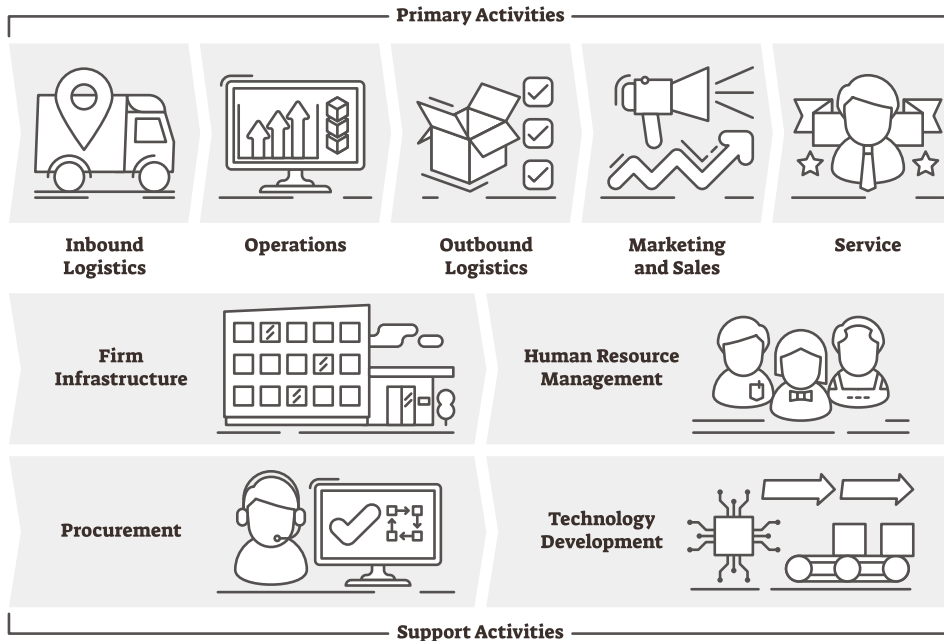 Primary Activities
Inbound
Logistics
Operations
Outbound
Logistics
Marketing
and Sales
Service
Firm
Infrastructure
Human Resource
Management
Procurement
Technology
Development
Support Activities